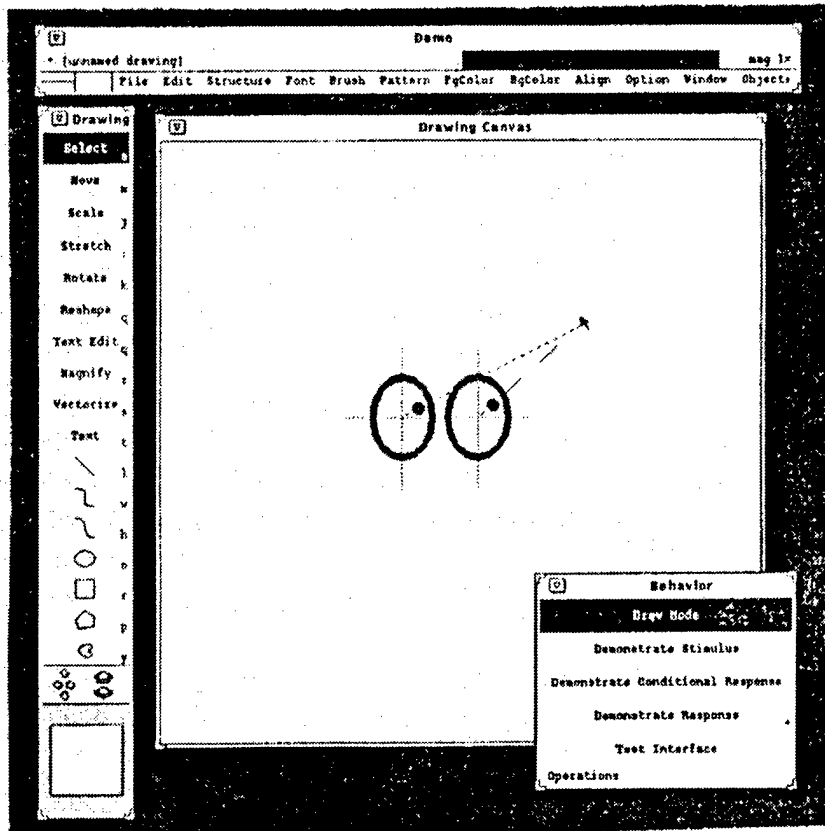 Demo
[unnamed drawing]
mag 1x
File Edit Structure Font Brush Pattern FgColor BgColor Align Option Window Objects
Drawing
Select
Move
Scale
Stretch
Rotate
Reshape
Text Edit
Magnify
Vectorize
Text
Drawing Canvas
Behavior
Draw Mode
Demonstrate Stimulus
Demonstrate Conditional Response
Demonstrate Response
Test Interface
Operations